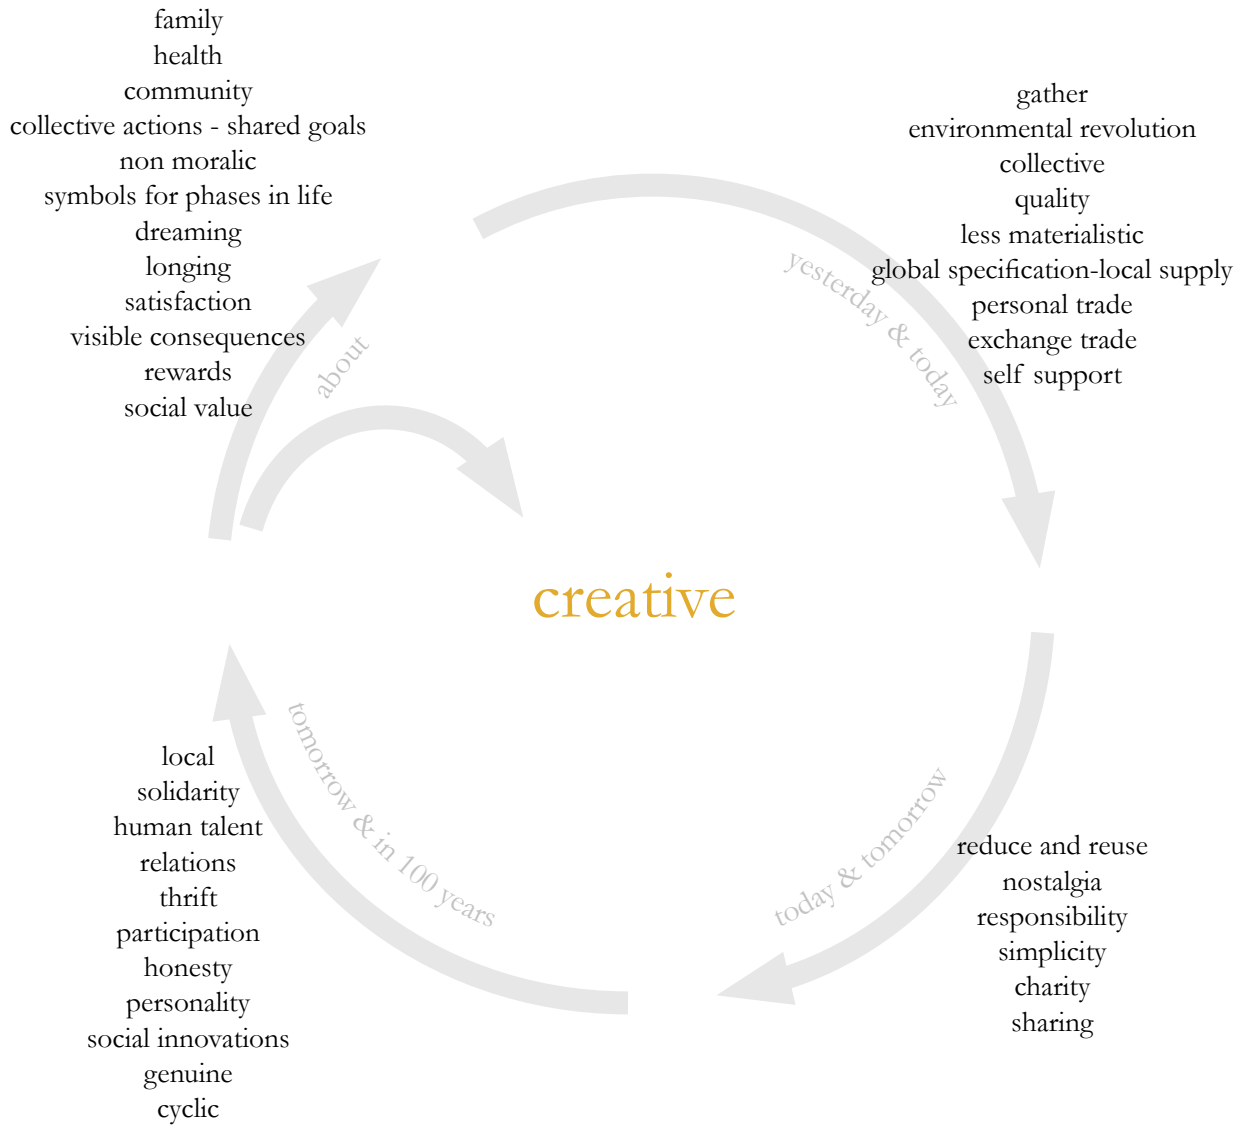 family
health
community
collective actions - shared goals
non moralic
symbols for phases in life
dreaming
longing
satisfaction
visible consequences
rewards
social value
about
gather
environmental revolution
collective
quality
less materialistic
global specification-local supply
personal trade
exchange trade
self support
yesterday & today
creative
tomorrow & in 100 years
local
solidarity
human talent
relations
thrift
participation
honesty
personality
social innovations
genuine
cyclic
today & tomorrow
reduce and reuse
nostalgia
responsibility
simplicity
charity
sharing